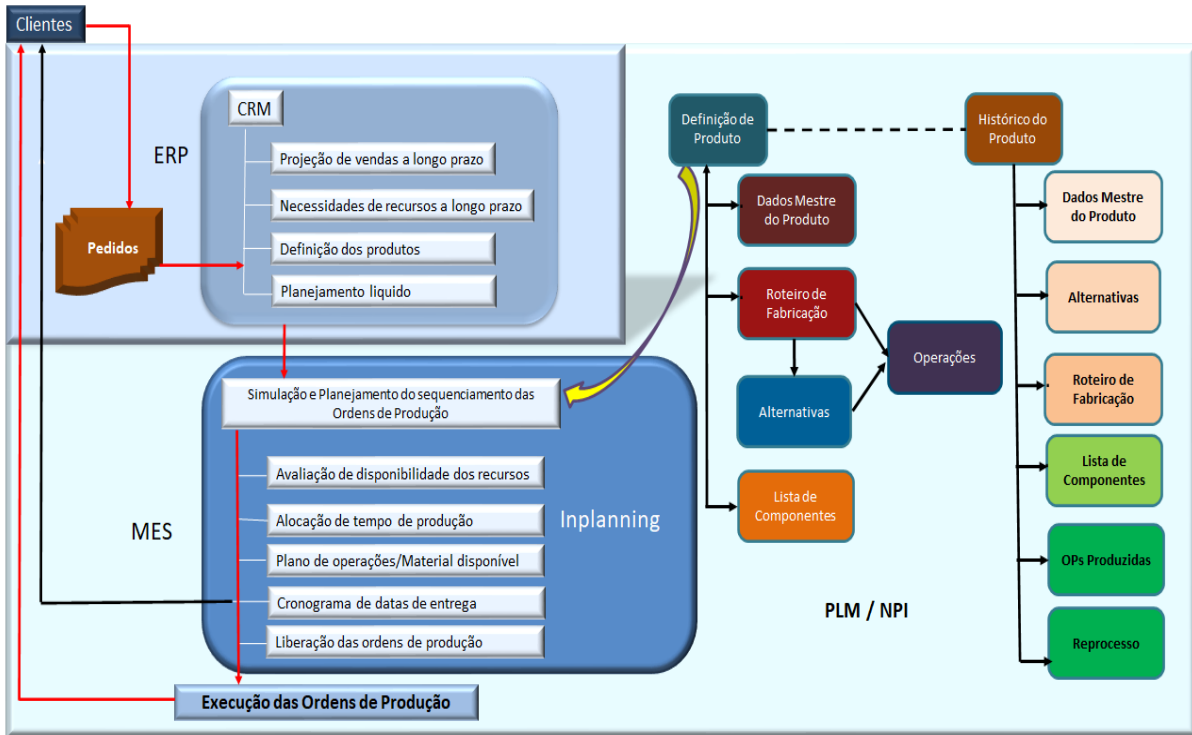 Clientes
ERP
CRM
Projeção de vendas a longo prazo
Necessidades de recursos a longo prazo
Definição dos produtos
Planejamento liquido
Pedidos
MES
Simulação e Planejamento do sequenciamento das
Ordens de Produção
Avaliação de disponibilidade dos recursos
Alocação de tempo de produção
Plano de operações/Material disponível
Cronograma de datas de entrega
Liberação das ordens de produção
Inplanning
Execução das Ordens de Produção
Definição de
Produto
Dados Mestre
do Produto
Roteiro de
Fabricação
Alternativas
Operações
Lista de
Componentes
PLM / NPI
Histórico do
Produto
Dados Mestre
do Produto
Alternativas
Roteiro de
Fabricação
Lista de
Componentes
OPs Produzidas
Reprocesso